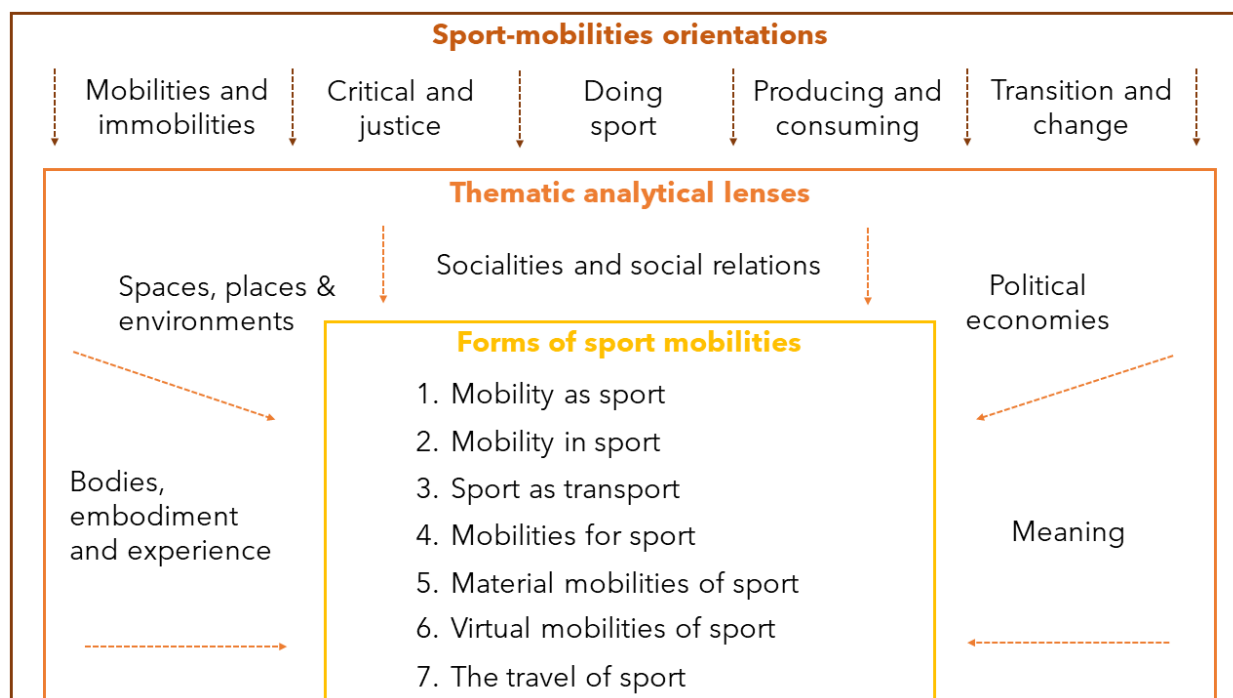 Sport-mobilities orientations
Mobilities and
immobilities
Critical and
justice
Doing
sport
Producing and
consuming
Transition and
change
Thematic analytical lenses
Socialities and social relations
Spaces, places &
environments
Political
economies
Forms of sport mobilities
1. Mobility as sport
2. Mobility in sport
3. Sport as transport
4. Mobilities for sport
5. Material mobilities of sport
6. Virtual mobilities of sport
7. The travel of sport
Bodies,
embodiment
and experience
Meaning